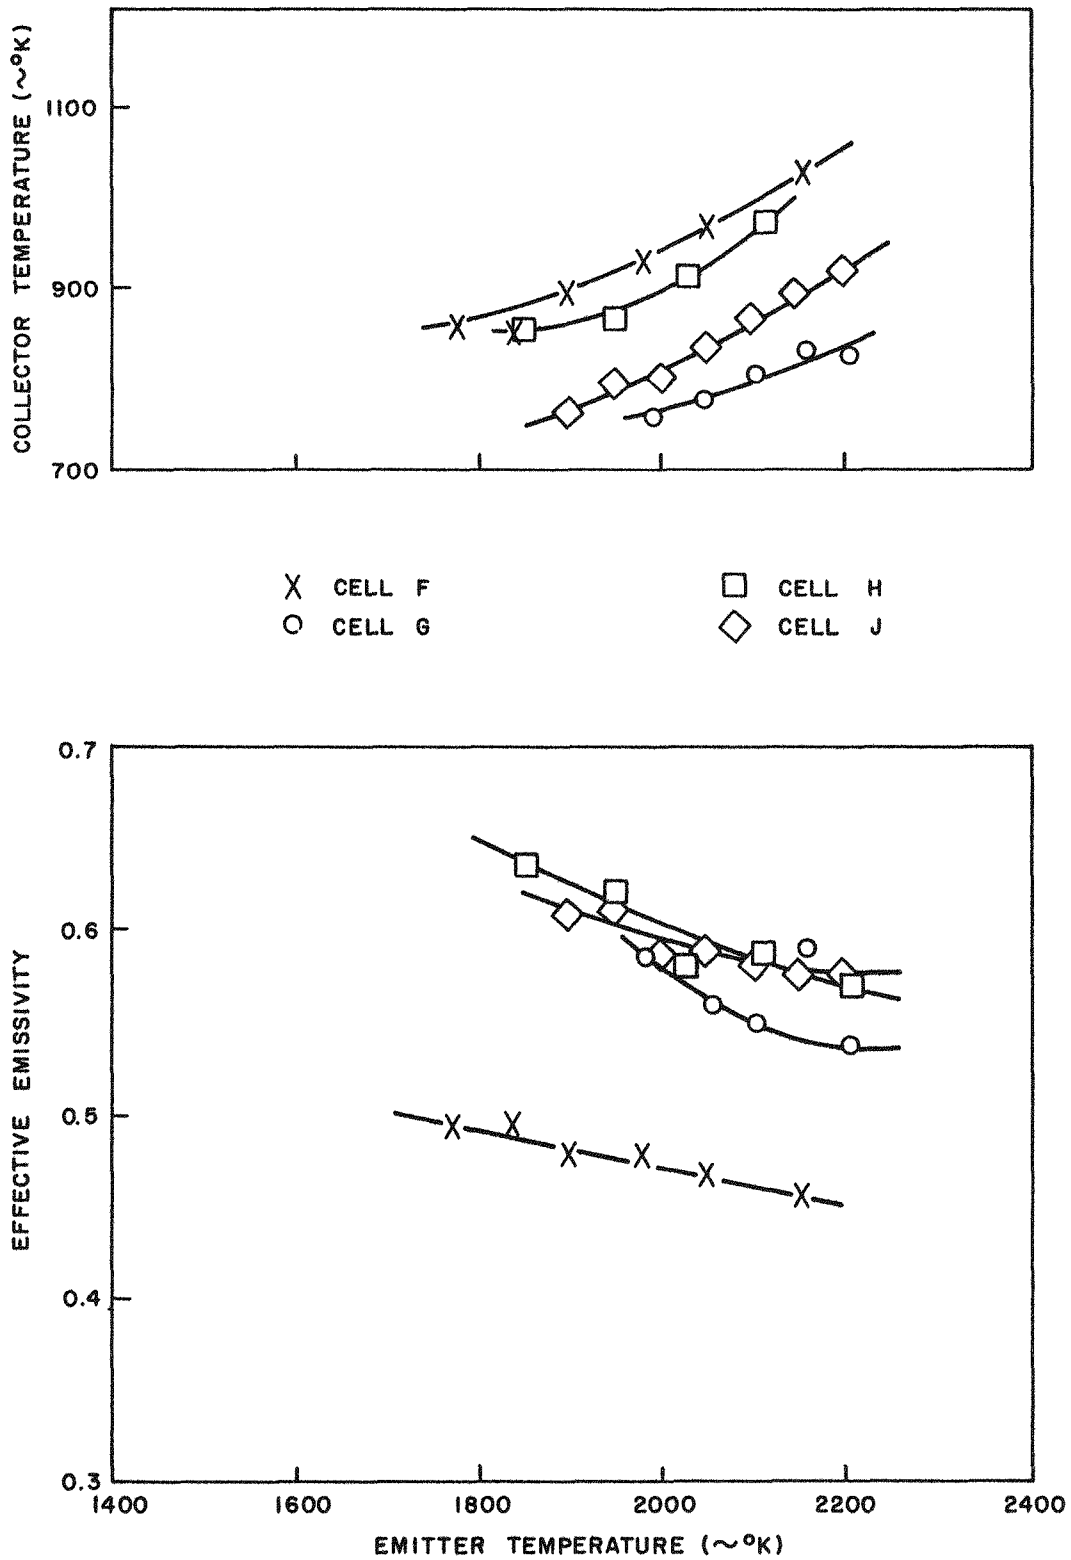 COLLECTOR TEMPERATURE (~°K)
1100
900
700
CELL F
CELL H
CELL G
CELL J
EFFECTIVE EMISSIVITY
0.7
0.6
0.5
0.4
0.3
1400 1600 1800 2000 2200 2400
EMITTER TEMPERATURE (~°K)